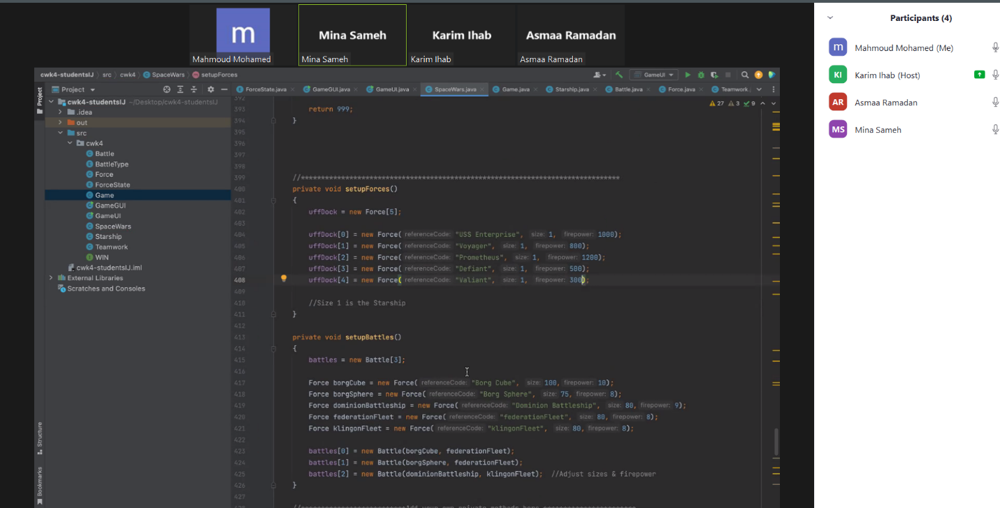 m
Mina Sameh
Karim Ihab
Asmaa Ramadan
Mahmoud Mohamed
Mina Sameh
Karim Ihab
Asmaa Ramadan
Participants (4)
m Mahmoud Mohamed (Me)
KI Karim Ihab (Host)
AR Asmaa Ramadan
MS Mina Sameh
cwk4-studentsIJ > src > cwk4 > SpaceWars > setupForces
GameUI
Project
ForceState.java GameGUI.java GameUI.java SpaceWars.java Game.java Starship.java Battle.java Force.java Teamwork.
27 3 9
Project
cwk4-studentsIJ ~/Desktop/cwk4-studentsIJ
.idea
out
src
cwk4
Battle
BattleType
Force
ForceState
Game
GameGUI
GameUI
SpaceWars
Starship
Teamwork
WIN
cwk4-studentsIJ.iml
External Libraries
Scratches and Consoles
Structure
Bookmarks
392
393 return 999;
394 }
395
396
397
398
399 //******************************************************************************
400 private void setupForces()
401 {
402 uffDock = new Force[5];
403
404 uffDock[0] = new Force( referenceCode: "USS Enterprise", size: 1, firepower: 1000);
405 uffDock[1] = new Force( referenceCode: "Voyager", size: 1, firepower: 800);
406 uffDock[2] = new Force( referenceCode: "Prometheus", size: 1, firepower: 1200);
407 uffDock[3] = new Force( referenceCode: "Defiant", size: 1, firepower: 500);
408 uffDock[4] = new Force( referenceCode: "Valiant", size: 1, firepower: 300);
409
410 //Size 1 is the Starship
411 }
412
413 private void setupBattles()
414 {
415 battles = new Battle[3];
416
417 Force borgCube = new Force( referenceCode: "Borg Cube", size: 100, firepower: 10);
418 Force borgSphere = new Force( referenceCode: "Borg Sphere", size: 75, firepower: 8);
419 Force dominionBattleship = new Force( referenceCode: "Dominion Battleship", size: 80, firepower: 9);
420 Force federationFleet = new Force( referenceCode: "federationFleet", size: 80, firepower: 8);
421 Force klingonFleet = new Force( referenceCode: "klingonFleet", size: 80, firepower: 8);
422
423 battles[0] = new Battle(borgCube, federationFleet);
424 battles[1] = new Battle(borgSphere, federationFleet);
425 battles[2] = new Battle(dominionBattleship, klingonFleet); //Adjust sizes & firepower
426 }
427